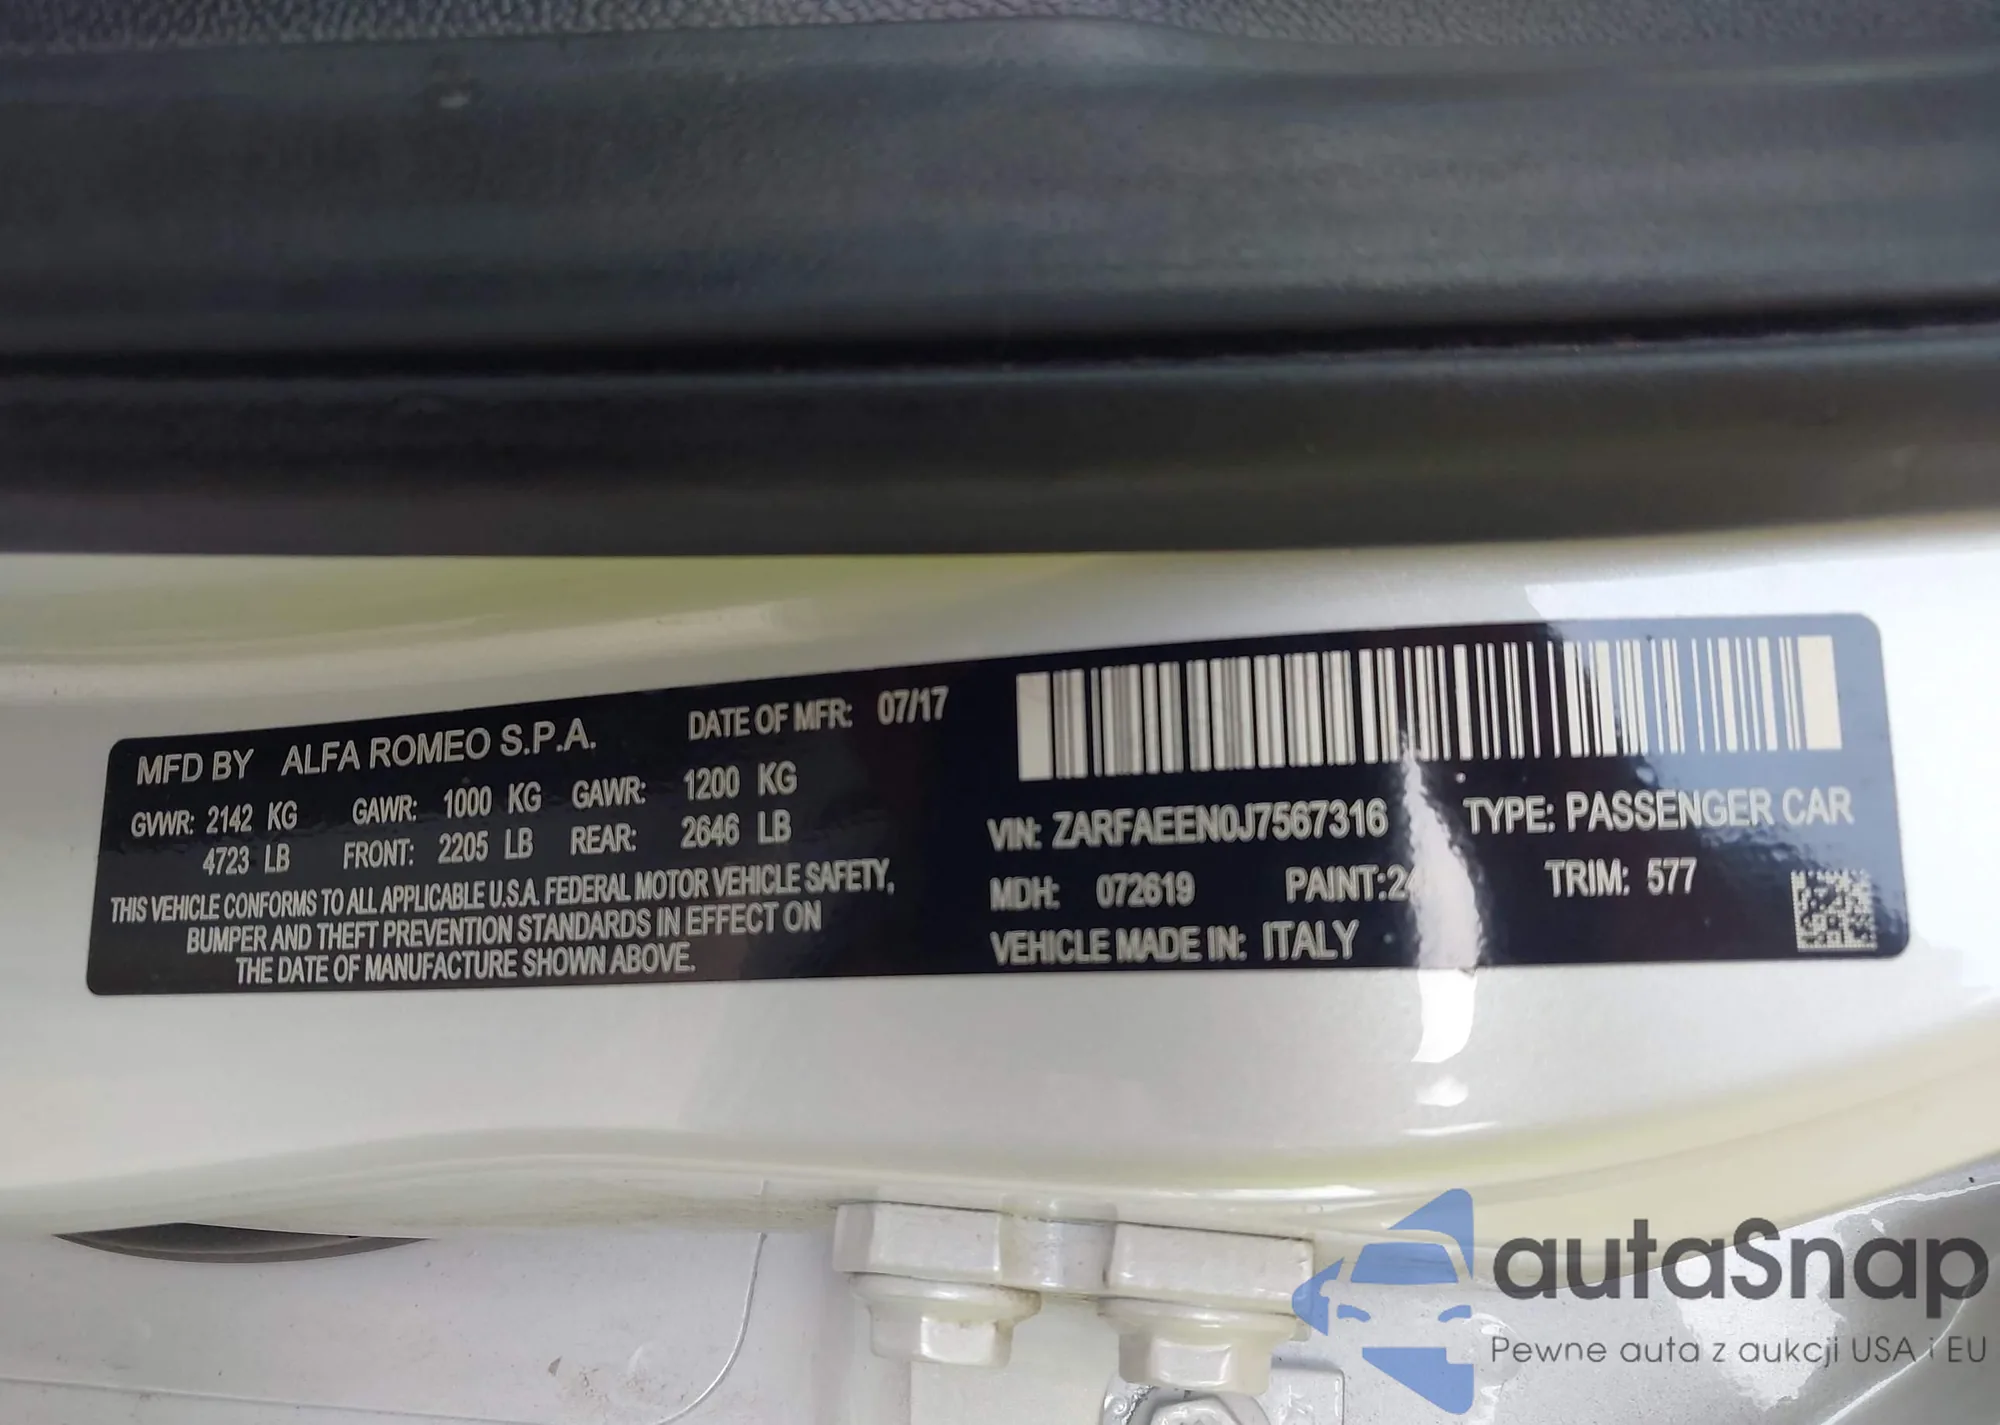 MFD BY ALFA ROMEO S.P.A. DATE OF MFR: 07/17
GVWR: 2142 KG GAWR: 1000 KG GAWR: 1200 KG
4723 LB FRONT: 2205 LB REAR: 2646 LB
THIS VEHICLE CONFORMS TO ALL APPLICABLE U.S.A. FEDERAL MOTOR VEHICLE SAFETY,
BUMPER AND THEFT PREVENTION STANDARDS IN EFFECT ON
THE DATE OF MANUFACTURE SHOWN ABOVE.
VIN: ZARFAEEN0J7567316 TYPE: PASSENGER CAR
MDH: 072619 PAINT: TRIM: 577
VEHICLE MADE IN: ITALY
autaSnap
Pewne auta z aukcji USA i EU